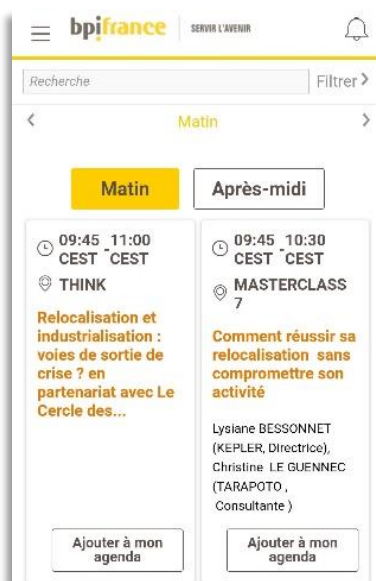 bpifrance
SERVIR L'AVENIR
Recherche
Filtrer >
< Matin >
Matin
Après-midi
09:45 CEST - 11:00 CEST
THINK
Relocalisation et
industrialisation :
voies de sortie de
crise ? en
partenariat avec Le
Cercle des...
Ajouter à mon
agenda
09:45 CEST - 10:30 CEST
MASTERCLASS
7
Comment réussir sa
relocalisation sans
compromettre son
activité
Lysiane BESSONNET
(KEPLER, Directrice),
Christine LE GUENNEC
(TARAPOTO ,
Consultante )
Ajouter à mon
agenda